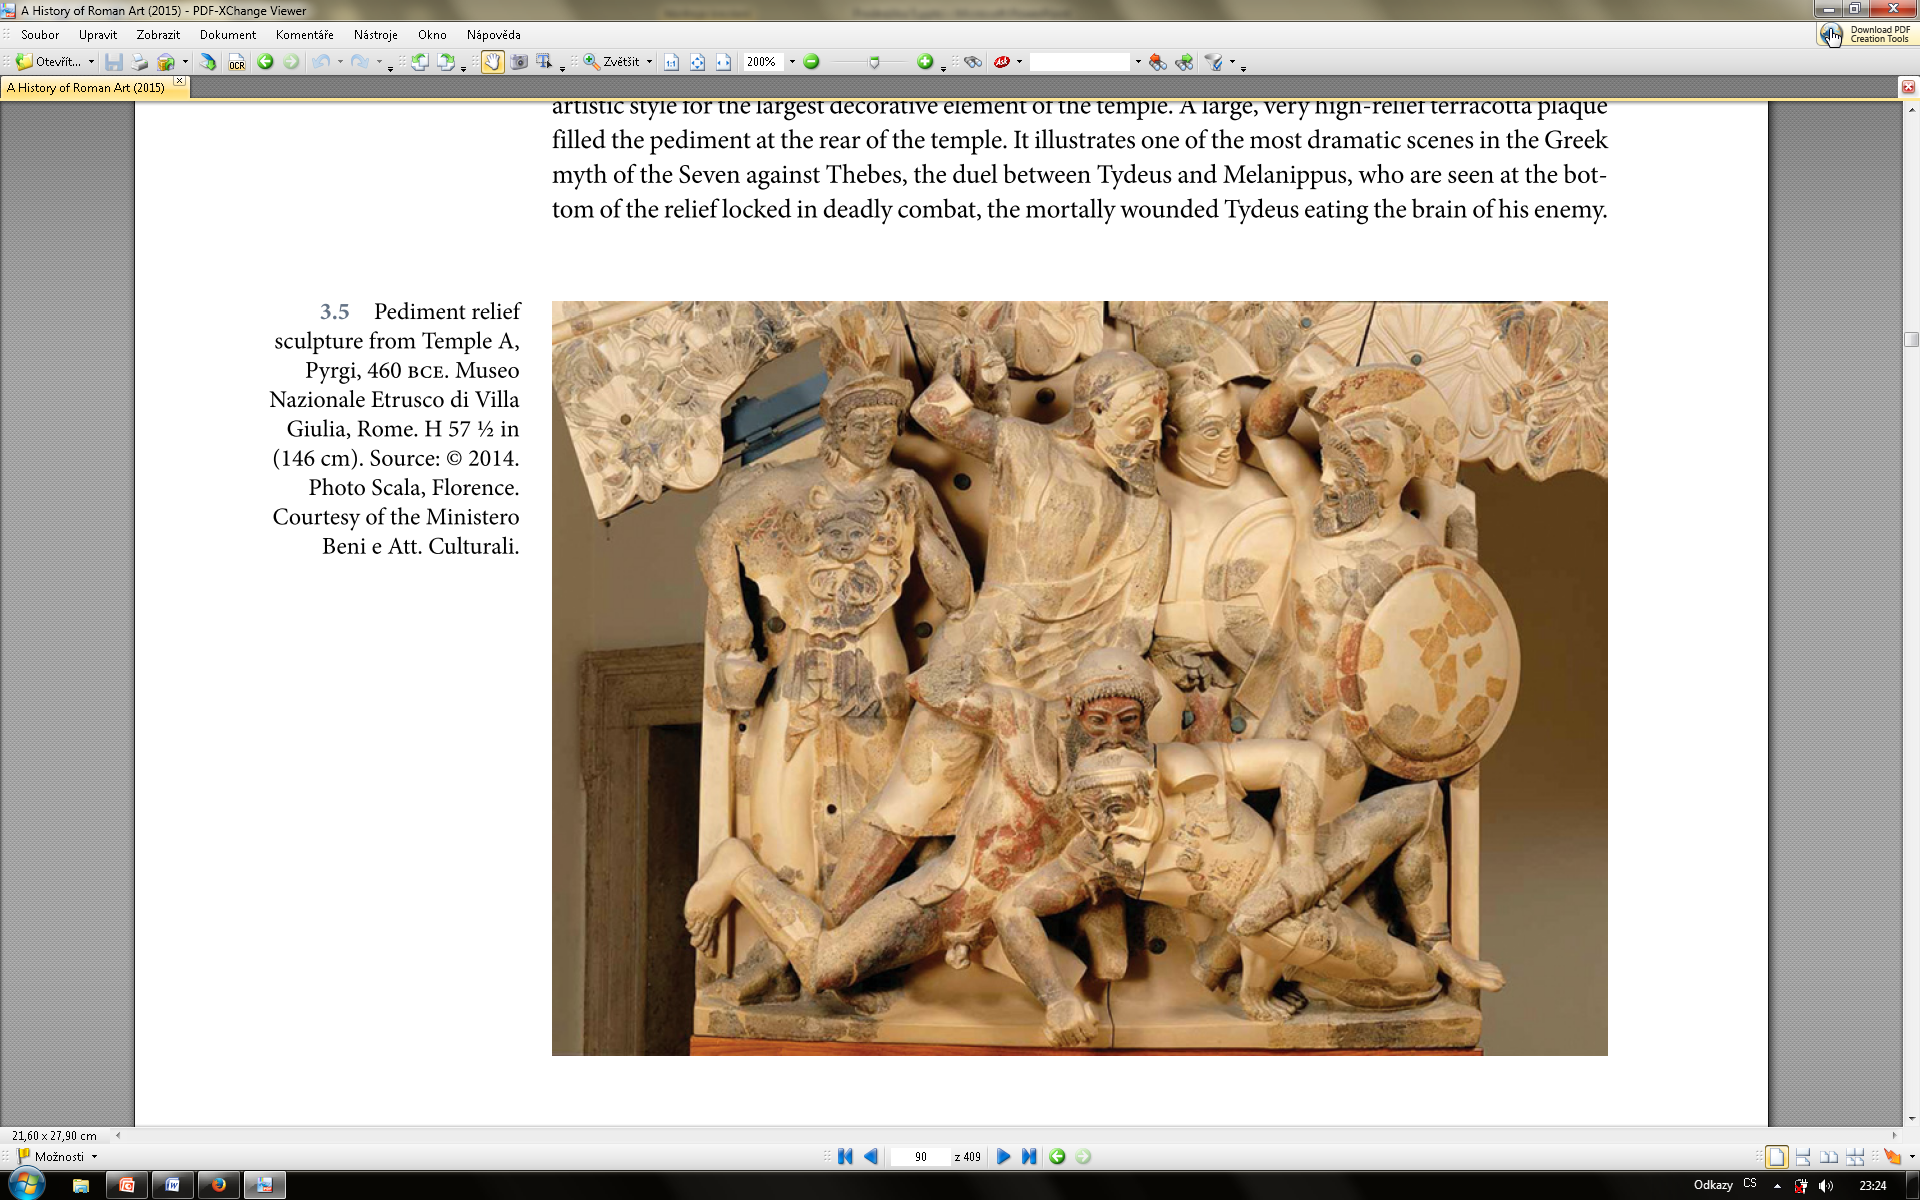 A History of Roman Art (2015) - PDF-XChange Viewer
Soubor Upravit Zobrazit Dokument Komentáře Nástroje Okno Nápověda
Download PDF
Creation Tools
Otevřít... OCR Zvětšit 1:1 200% Ask
A History of Roman Art (2015)
artistic style for the largest decorative element of the temple. A large, very high-relief terracotta plaque
filled the pediment at the rear of the temple. It illustrates one of the most dramatic scenes in the Greek
myth of the Seven against Thebes, the duel between Tydeus and Melanippus, who are seen at the bot-
tom of the relief locked in deadly combat, the mortally wounded Tydeus eating the brain of his enemy.
3.5 Pediment relief
sculpture from Temple A,
Pyrgi, 460 BCE. Museo
Nazionale Etrusco di Villa
Giulia, Rome. H 57 ½ in
(146 cm). Source: © 2014.
Photo Scala, Florence.
Courtesy of the Ministero
Beni e Att. Culturali.
21,60 x 27,90 cm
Možnosti
90 z 409
Odkazy CS 23:24